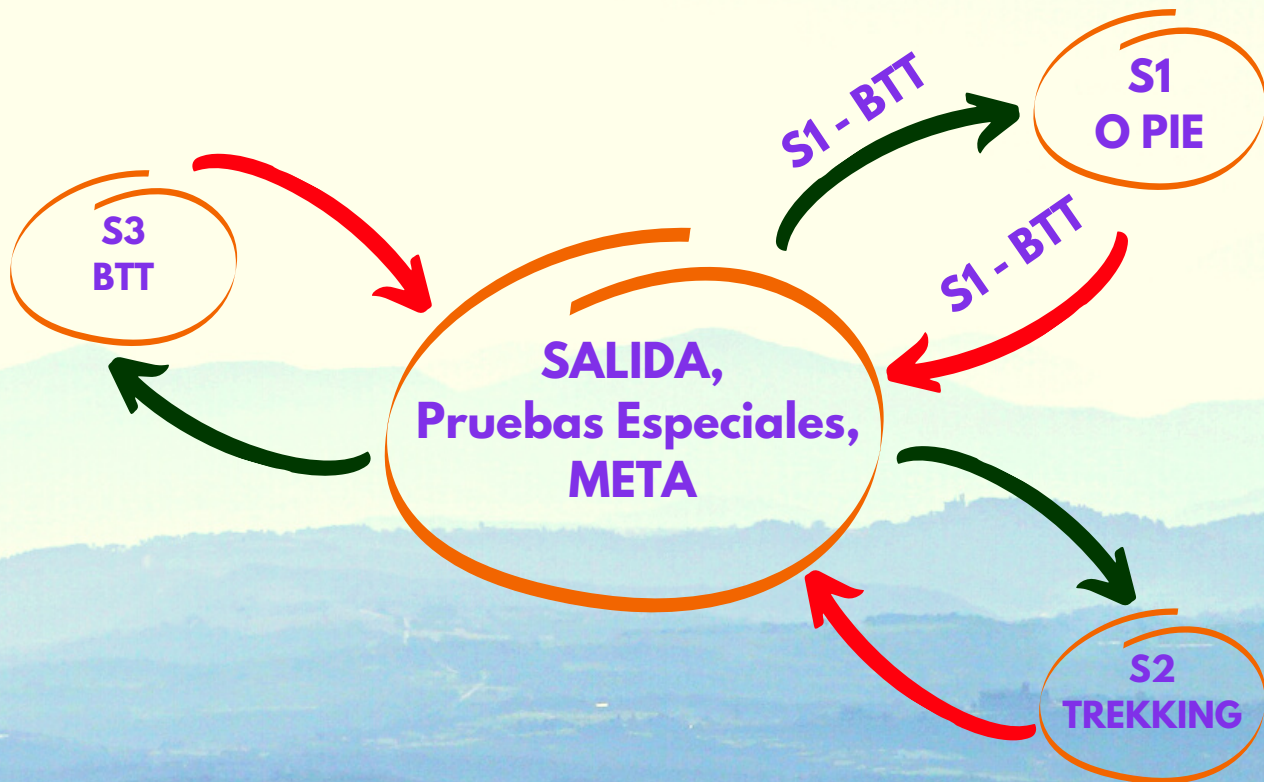 S1 - BTT
S1
O PIE
S1 - BTT
S3
BTT
SALIDA,
Pruebas Especiales,
META
S2
TREKKING